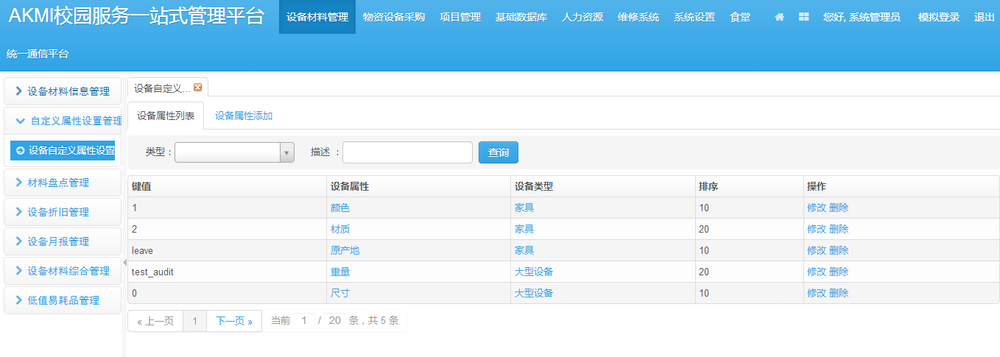 AKMI校园服务一站式管理平台 设备材料管理 物资设备采购 项目管理 基础数据库 人力资源 维修系统 系统设置 食堂 您好, 系统管理员 模拟登录 退出
统一通信平台
设备材料信息管理
自定义属性设置管理
设备自定义属性设置
材料盘点管理
设备折旧管理
设备月报管理
设备材料综合管理
低值易耗品管理
设备自定义...
设备属性列表 设备属性添加
类型 : 描述 : 查询
键值 设备属性 设备类型 排序 操作
1 颜色 家具 10 修改 删除
2 材质 家具 20 修改 删除
leave 原产地 家具 10 修改 删除
test_audit 重量 大型设备 20 修改 删除
0 尺寸 大型设备 10 修改 删除
« 上一页 1 下一页 » 当前 1 / 20 条 , 共 5 条